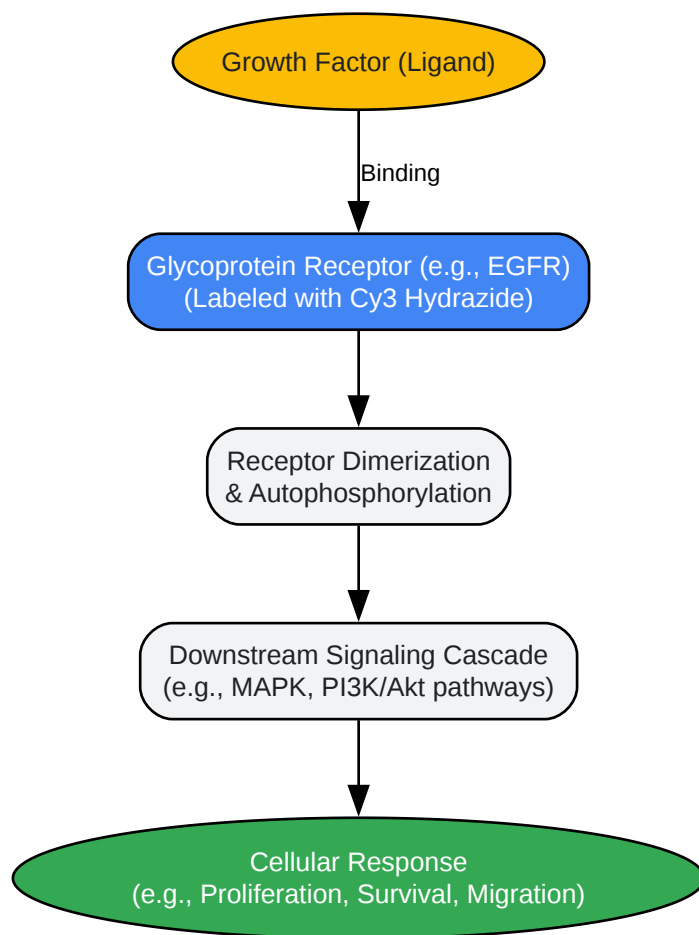 Growth Factor (Ligand)
Binding
Glycoprotein Receptor (e.g., EGFR)
(Labeled with Cy3 Hydrazide)
Receptor Dimerization
& Autophosphorylation
Downstream Signaling Cascade
(e.g., MAPK, PI3K/Akt pathways)
Cellular Response
(e.g., Proliferation, Survival, Migration)